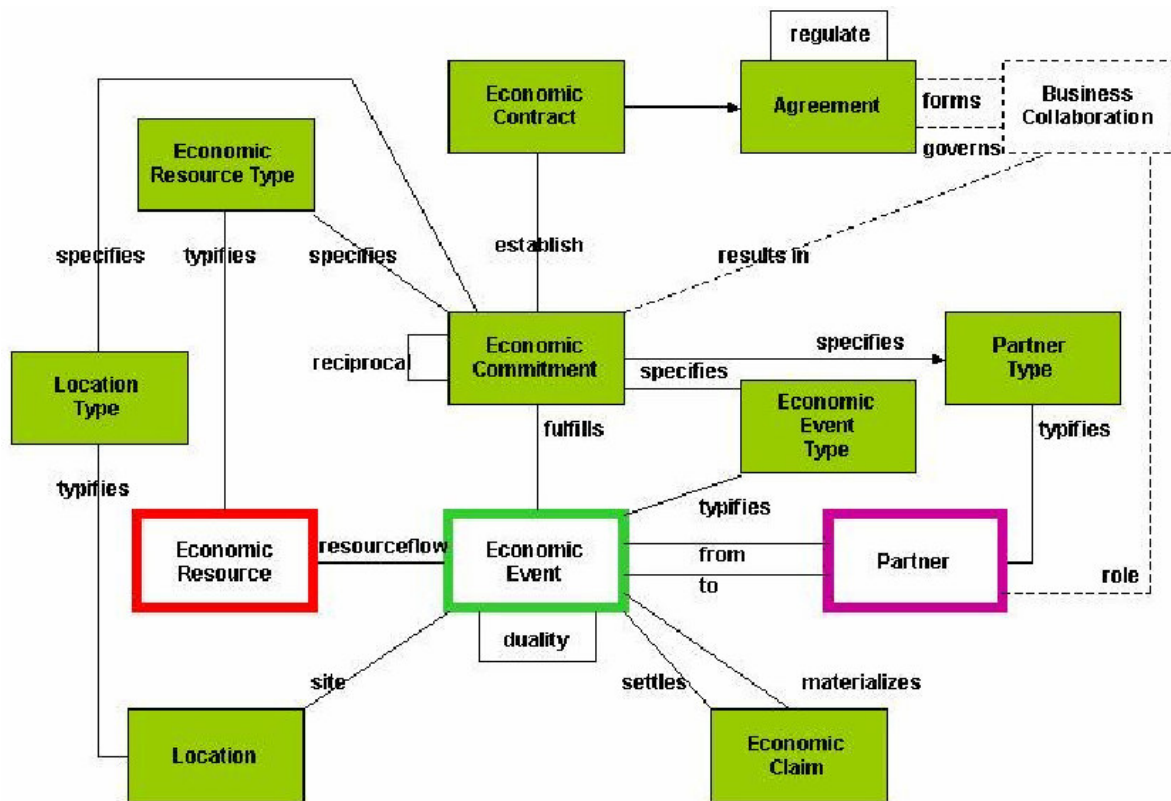 regulate
Economic
Contract
Agreement
forms
governs
Business
Collaboration
Economic
Resource Type
specifies
typifies
specifies
establish
results in
Location
Type
reciprocal
Economic
Commitment
specifies
specifies
Partner
Type
Economic
Event
Type
fulfills
typifies
typifies
typifies
Economic
Resource
resourceflow
Economic
Event
from
to
Partner
role
duality
site
settles
materializes
Location
Economic
Claim